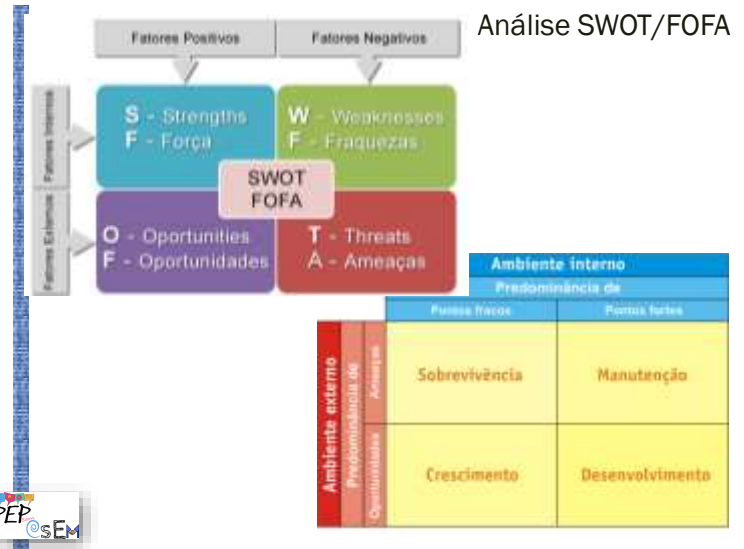 Análise SWOT/FOFA
Fatores Positivos
Fatores Negativos
Fatores Internos
S - Strengths
F - Força
W - Weaknesses
F - Fraquezas
SWOT
FOFA
Fatores Externos
O - Oportunities
F - Oportunidades
T - Threats
A - Ameaças
Ambiente interno
Predominância de
Pontos fracos
Pontos fortes
Ambiente externo
Predominância de
Ameaças
Sobrevivência
Manutenção
Oportunidades
Crescimento
Desenvolvimento
PEP
@sEM